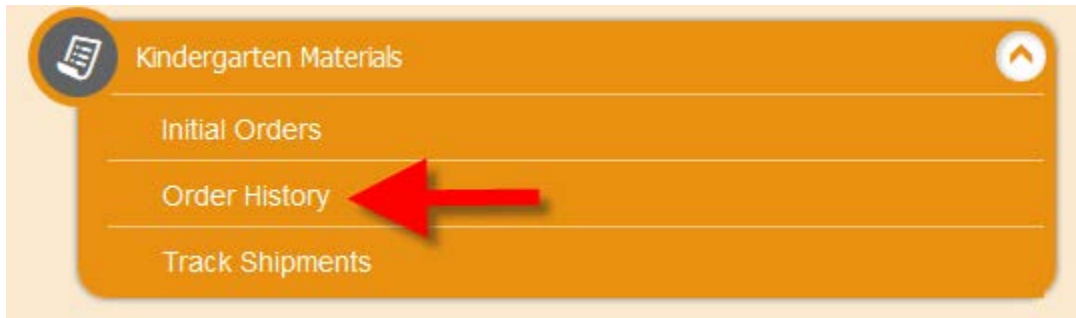 Kindergarten Materials
Initial Orders
Order History
Track Shipments